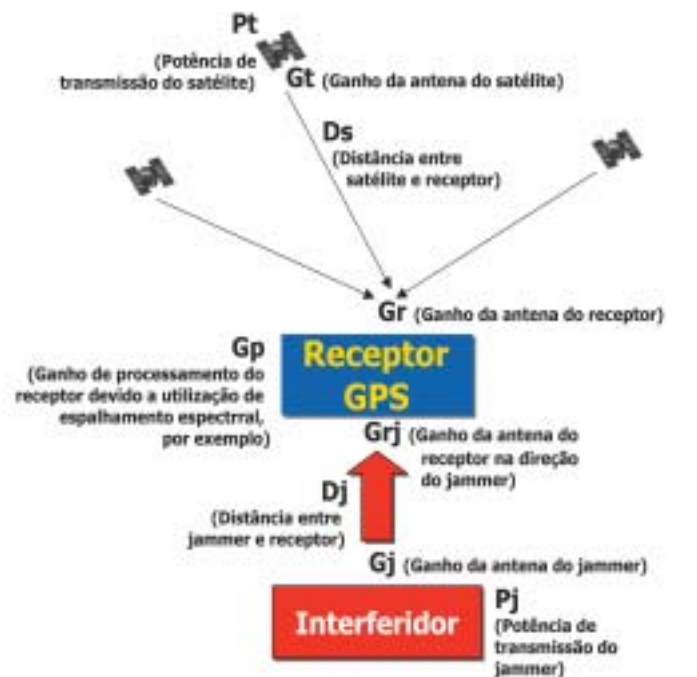 Pt
(Potência de
transmissão do satélite)
Gt (Ganho da antena do satélite)
Ds
(Distância entre
satélite e receptor)
Gr (Ganho da antena do receptor)
Gp
(Ganho de processamento do
receptor devido a utilização de
espalhamento espectrral,
por exemplo)
Receptor
GPS
Grj (Ganho da antena do
receptor na direção
do jammer)
Dj
(Distância entre
jammer e receptor)
Gj (Ganho da antena do jammer)
Interferidor
Pj
(Potência de
transmissão do
jammer)